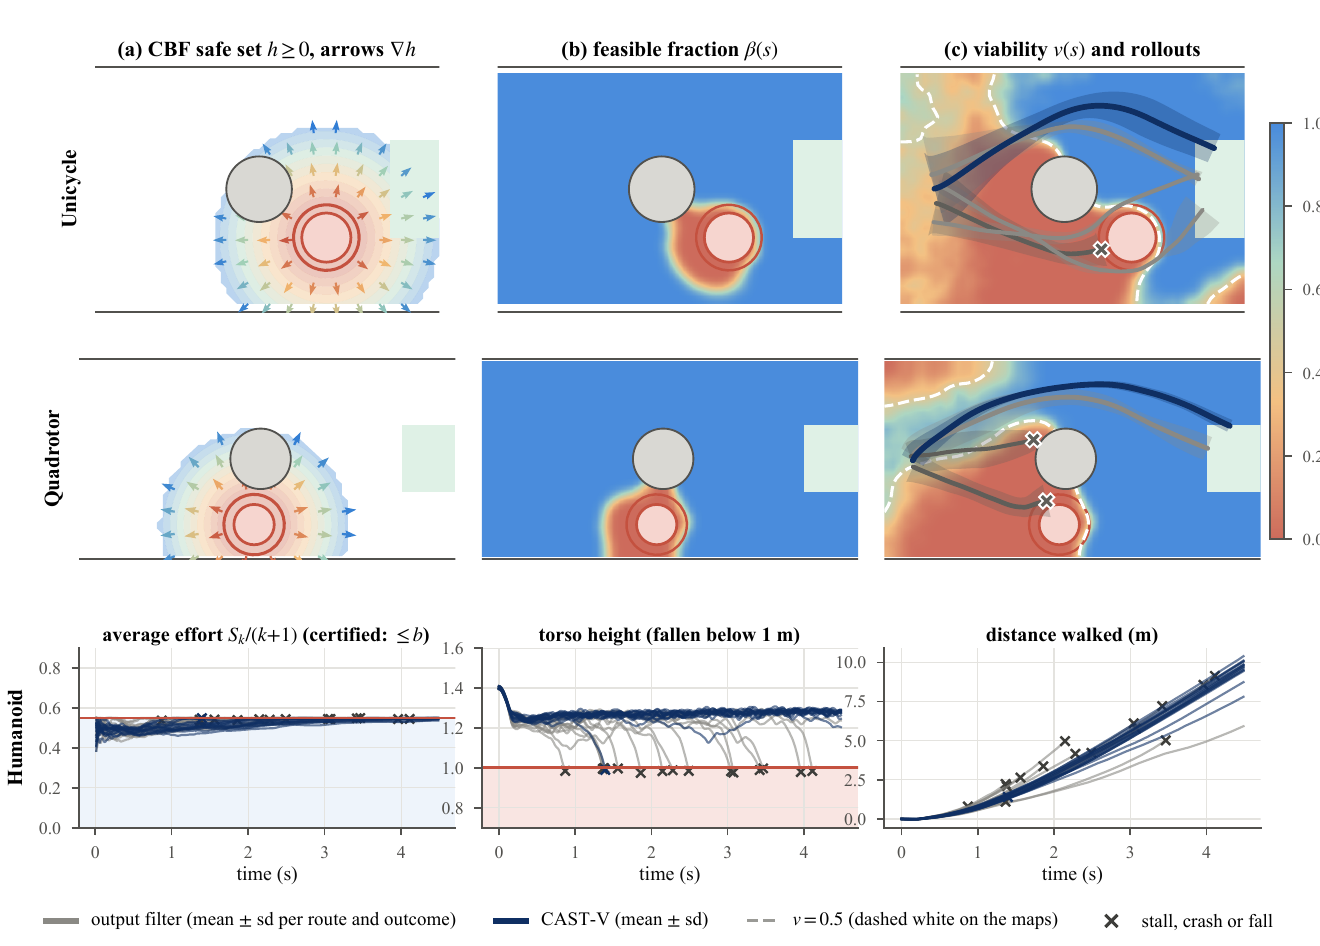 (a) CBF safe set h ≥ 0, arrows ∇h
(b) feasible fraction β(s)
(c) viability v(s) and rollouts
Unicycle
1.0
0.8
0.6
0.4
0.2
0.0
Quadrotor
average effort Sₖ/(k+1) (certified: ≤ b)
torso height (fallen below 1 m)
distance walked (m)
Humanoid
0.8
0.6
0.4
0.2
0.0
0 1 2 3 4
time (s)
1.6
1.4
1.2
1.0
0.8
0 1 2 3 4
time (s)
10.0
7.5
5.0
2.5
0.0
0 1 2 3 4
time (s)
output filter (mean ± sd per route and outcome)
CAST-V (mean ± sd)
v = 0.5 (dashed white on the maps)
stall, crash or fall